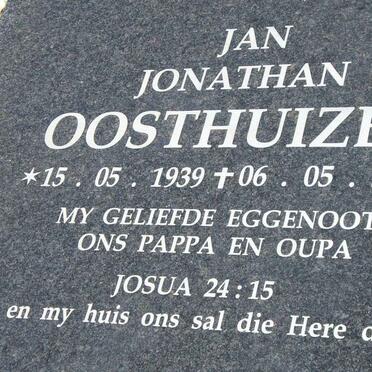 JAN
JONATHAN
OOSTHUIZE
*15 . 05 . 1939 ✝ 06 . 05 .
MY GELIEFDE EGGENOOT
ONS PAPPA EN OUPA
JOSUA 24:15
en my huis ons sal die Here d